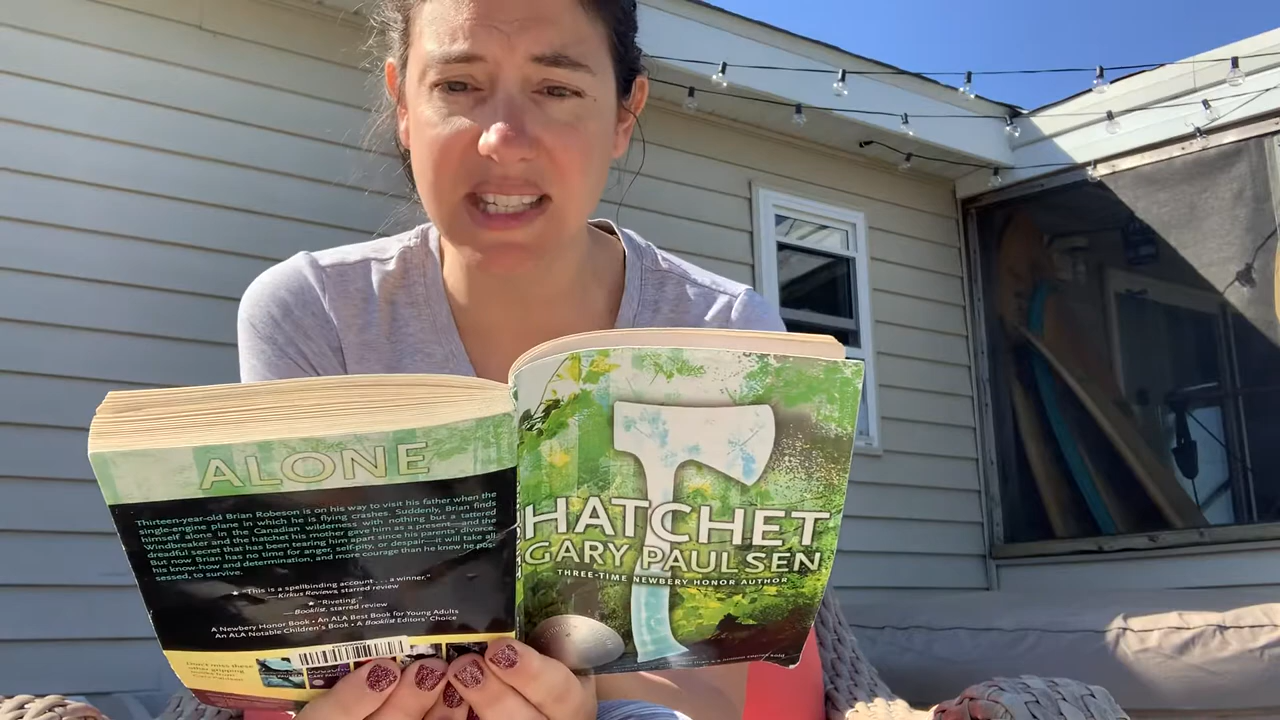 ALONE
Thirteen-year-old Brian Robeson is on his way to visit his father when the
single-engine plane in which he is flying crashes. Suddenly, Brian finds
himself alone in the Canadian wilderness with nothing but a tattered
Windbreaker and the hatchet his mother gave him as a present—and the
dreadful secret that has been tearing him apart since his parents' divorce.
But now Brian has no time for anger, self-pity, or despair—it will take all
his know-how and determination, and more courage than he knew he pos-
sessed, to survive.
★ "This is a spellbinding account . . . a winner."
—Kirkus Reviews, starred review
★ "Riveting."
—Booklist, starred review
A Newbery Honor Book • An ALA Best Book for Young Adults
An ALA Notable Children's Book • A Booklist Editors' Choice
Don't miss these
other gripping
HATCHET
GARY PAULSEN
THREE-TIME NEWBERY HONOR AUTHOR